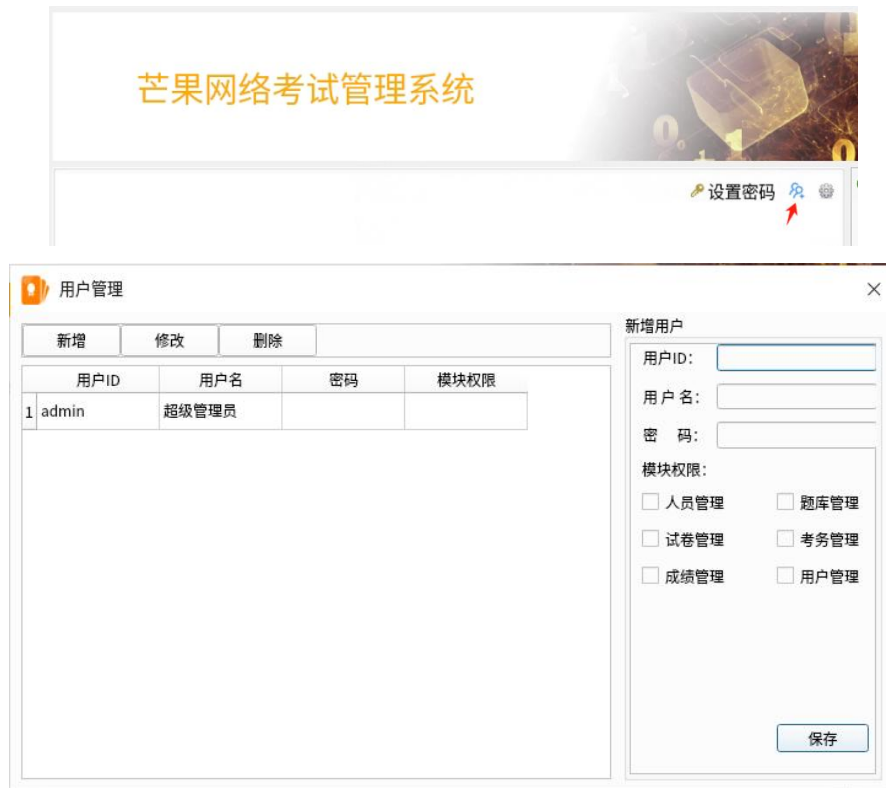 芒果网络考试管理系统
设置密码
用户管理
新增 修改 删除
用户ID 用户名 密码 模块权限
1 admin 超级管理员
新增用户
用户ID：
用户名：
密 码：
模块权限：
人员管理 题库管理
试卷管理 考务管理
成绩管理 用户管理
保存